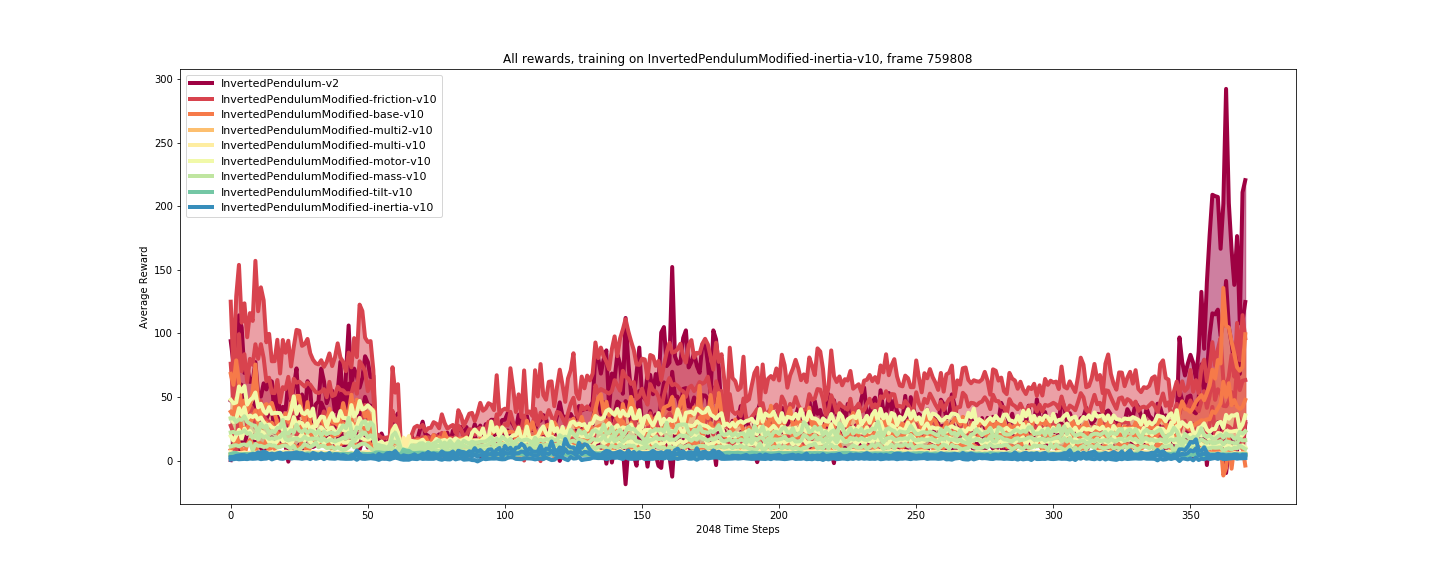 All rewards, training on InvertedPendulumModified-inertia-v10, frame 759808
300
250
200
150
100
50
0
Average Reward
InvertedPendulum-v2
InvertedPendulumModified-friction-v10
InvertedPendulumModified-base-v10
InvertedPendulumModified-multi2-v10
InvertedPendulumModified-multi-v10
InvertedPendulumModified-motor-v10
InvertedPendulumModified-mass-v10
InvertedPendulumModified-tilt-v10
InvertedPendulumModified-inertia-v10
0 50 100 150 200 250 300 350
2048 Time Steps